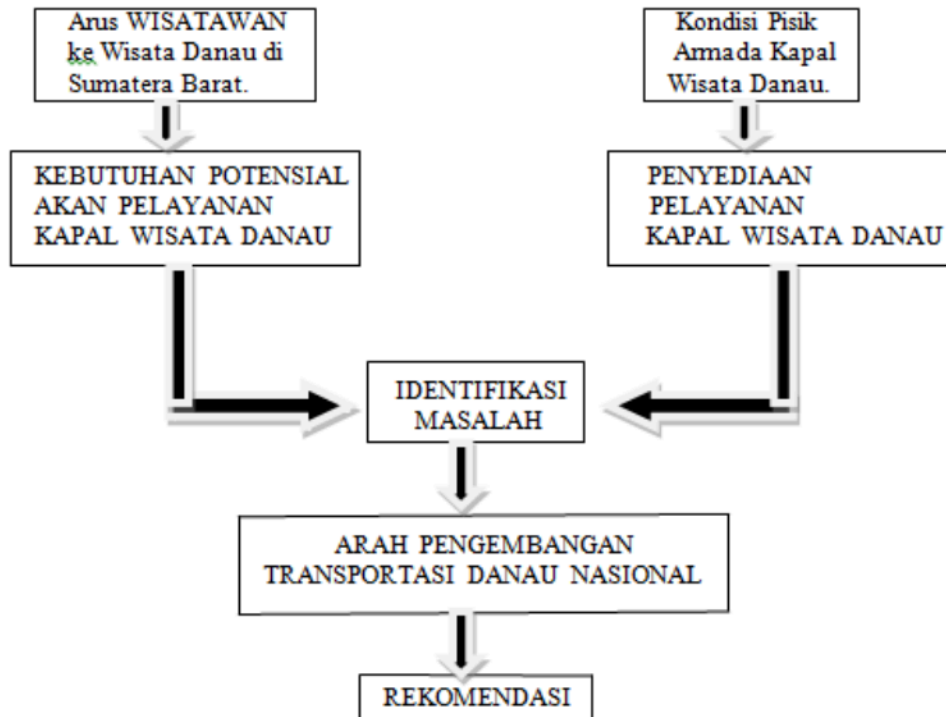 Arus WISATAWAN
ke Wisata Danau di
Sumatera Barat.
Kondisi Pisik
Armada Kapal
Wisata Danau.
KEBUTUHAN POTENSIAL
AKAN PELAYANAN
KAPAL WISATA DANAU
PENYEDIAAN
PELAYANAN
KAPAL WISATA DANAU
IDENTIFIKASI
MASALAH
ARAH PENGEMBANGAN
TRANSPORTASI DANAU NASIONAL
REKOMENDASI